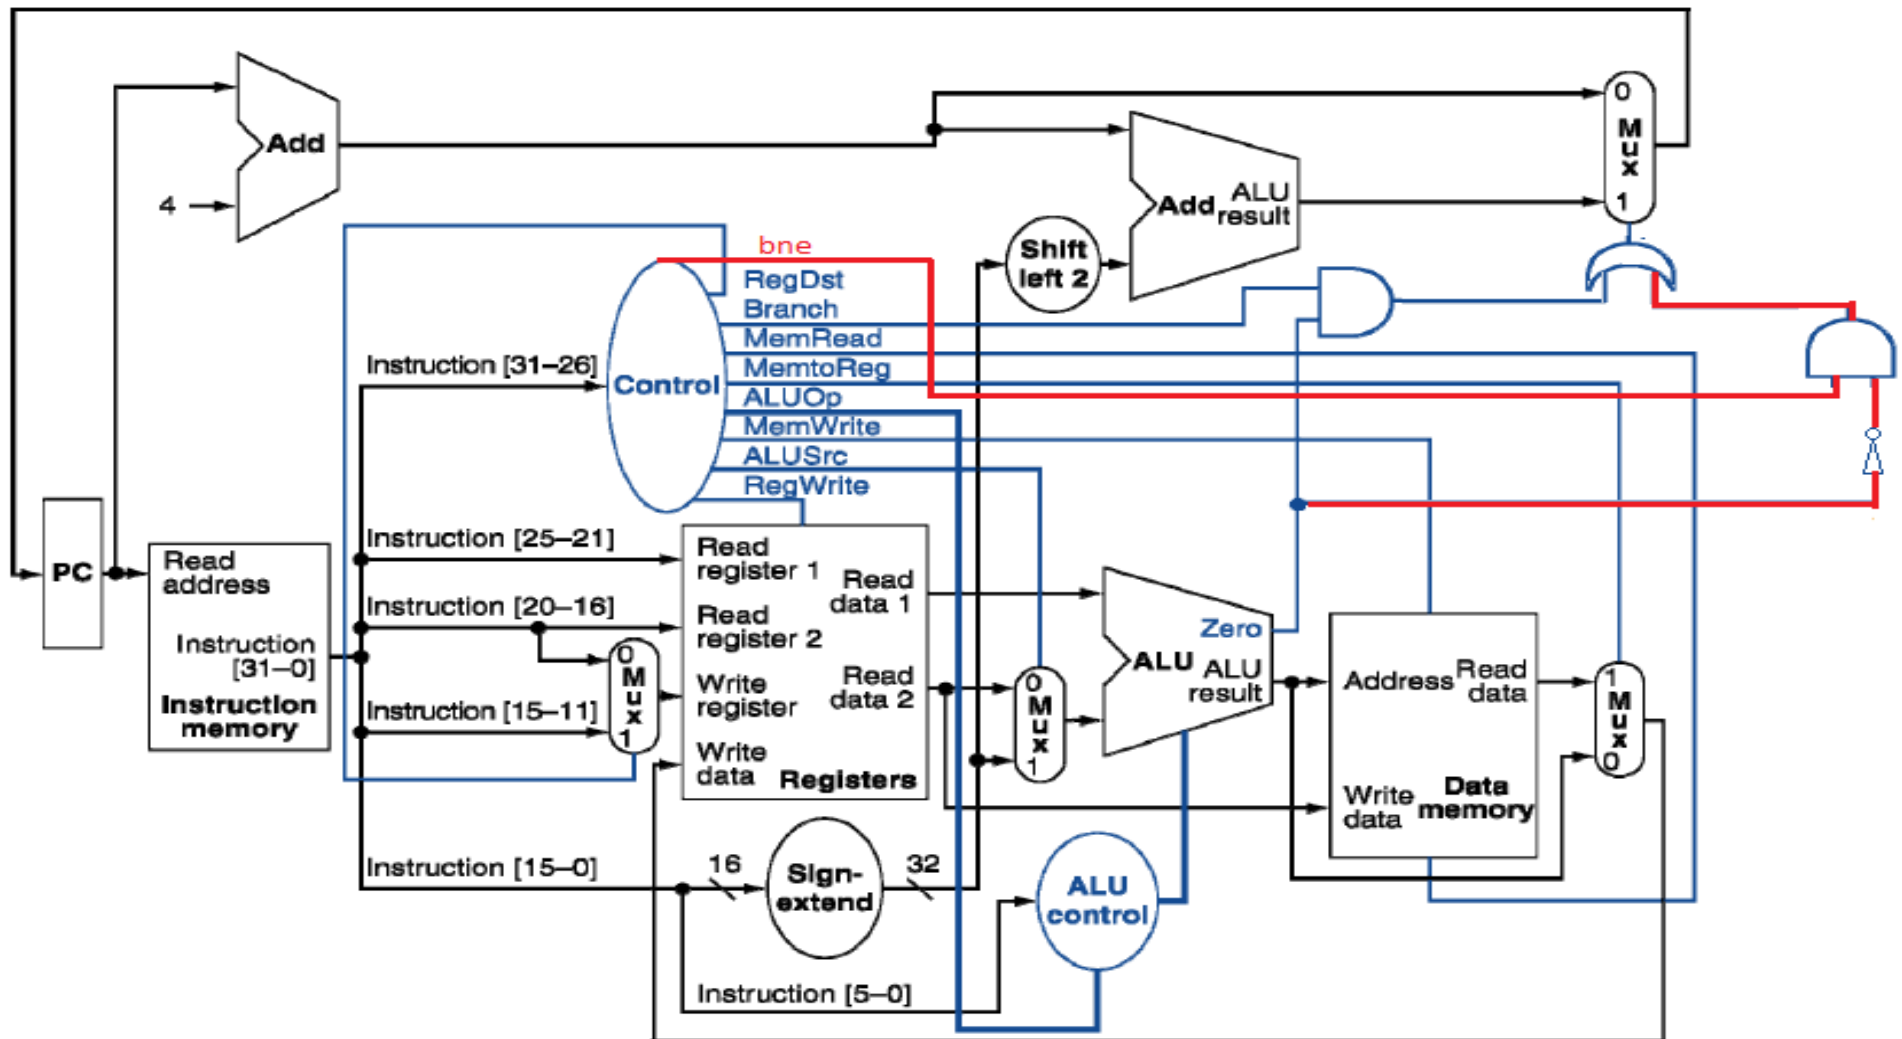 Add
4
Add
ALU
result
0
Mux
1
Shift
left 2
bne
RegDst
Branch
MemRead
MemtoReg
ALUOp
MemWrite
ALUSrc
RegWrite
Control
Instruction [31–26]
Instruction [25–21]
Instruction [20–16]
Instruction [15–11]
Instruction [15–0]
Instruction [5–0]
PC
Read
address
Instruction
[31–0]
Instruction
memory
0
Mux
1
Read
register 1
Read
register 2
Write
register
Write
data
Read
data 1
Read
data 2
Registers
16
Sign-
extend
32
0
Mux
1
Zero
ALU
ALU
result
ALU
control
Address
Read
data
Write
data
Data
memory
1
Mux
0